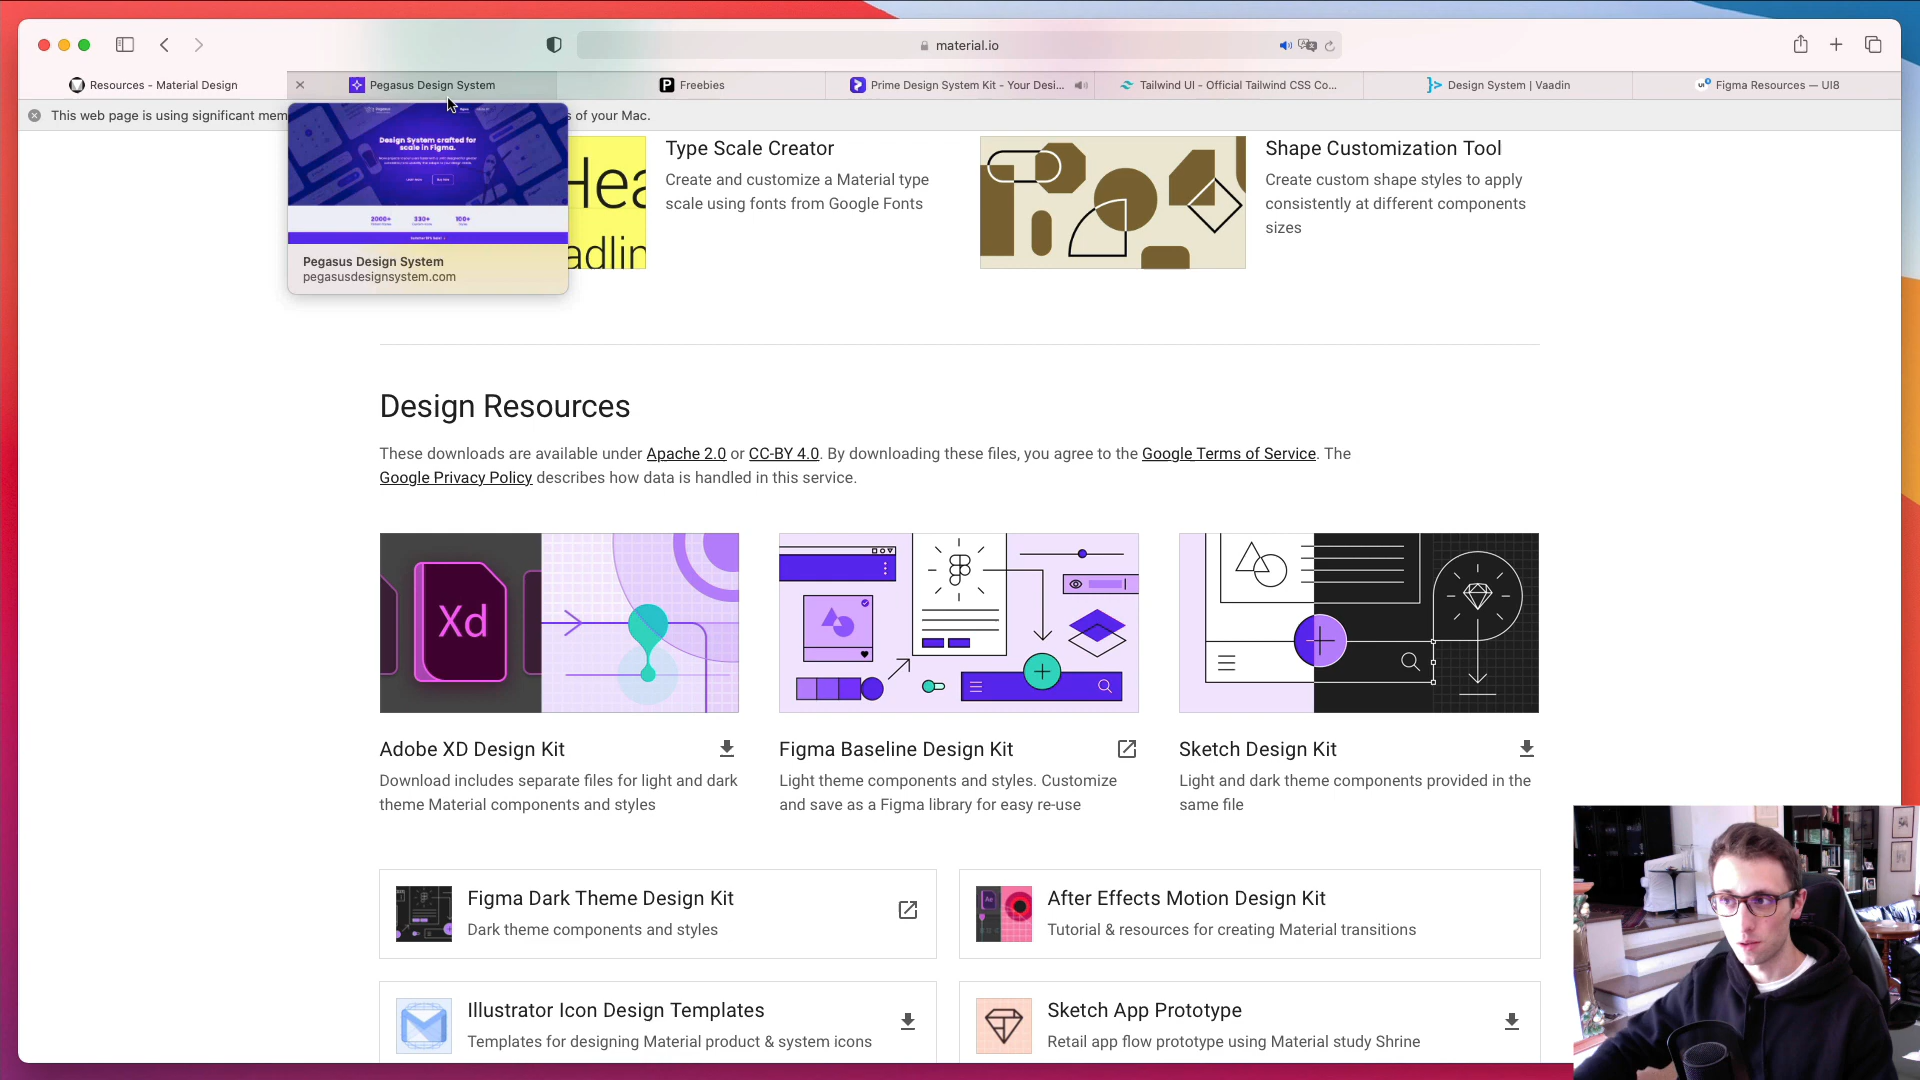 material.io
Resources - Material Design
Pegasus Design System
Freebies
Prime Design System Kit - Your Desi...
Tailwind UI - Official Tailwind CSS Co...
Design System | Vaadin
Figma Resources — UI8
This web page is using significant mem
s of your Mac.
Design System crafted for
scale in Figma.
2000+
330+
100+
Pegasus Design System
pegasusdesignsystem.com
Hea
adlin
Type Scale Creator
Create and customize a Material type
scale using fonts from Google Fonts
Shape Customization Tool
Create custom shape styles to apply
consistently at different components
sizes
Design Resources
These downloads are available under Apache 2.0 or CC-BY 4.0. By downloading these files, you agree to the Google Terms of Service. The
Google Privacy Policy describes how data is handled in this service.
Xd
Adobe XD Design Kit
Download includes separate files for light and dark
theme Material components and styles
Figma Baseline Design Kit
Light theme components and styles. Customize
and save as a Figma library for easy re-use
Sketch Design Kit
Light and dark theme components provided in the
same file
Figma Dark Theme Design Kit
Dark theme components and styles
Ae
After Effects Motion Design Kit
Tutorial & resources for creating Material transitions
Illustrator Icon Design Templates
Templates for designing Material product & system icons
Sketch App Prototype
Retail app flow prototype using Material study Shrine